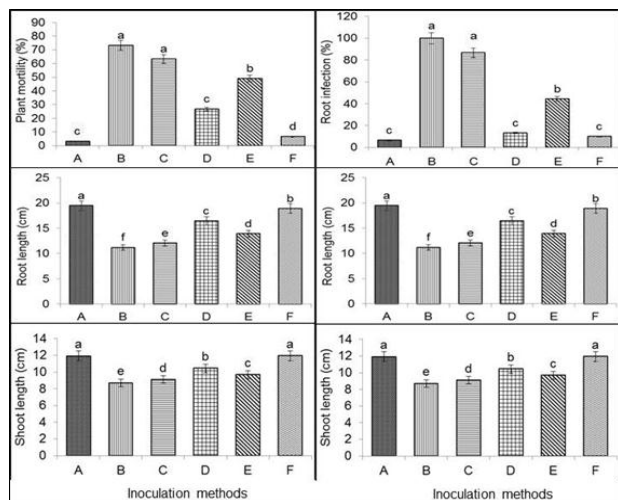 Plant mortility (%)
90
80
70
60
50
40
30
20
10
0
c
a
a
c
b
d
A B C D E F
Root infection (%)
120
100
80
60
40
20
0
c
a
a
c
b
c
A B C D E F
Root length (cm)
25
20
15
10
5
0
a
f
e
c
d
b
A B C D E F
Root length (cm)
25
20
15
10
5
0
a
f
e
c
d
b
A B C D E F
Shoot length (cm)
14
12
10
8
6
4
2
0
a
e
d
b
c
a
A B C D E F
Inoculation methods
Shoot length (cm)
14
12
10
8
6
4
2
0
a
e
d
b
c
a
A B C D E F
Inoculation methods